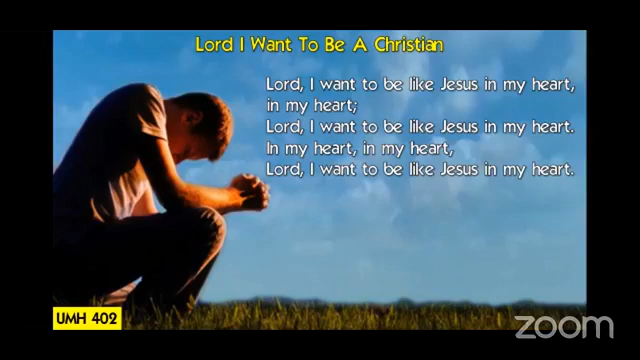 Lord I Want To Be A Christian
Lord, I want to be like Jesus in my heart,
in my heart;
Lord, I want to be like Jesus in my heart.
In my heart, in my heart,
Lord, I want to be like Jesus in my heart.
UMH 402
zoom